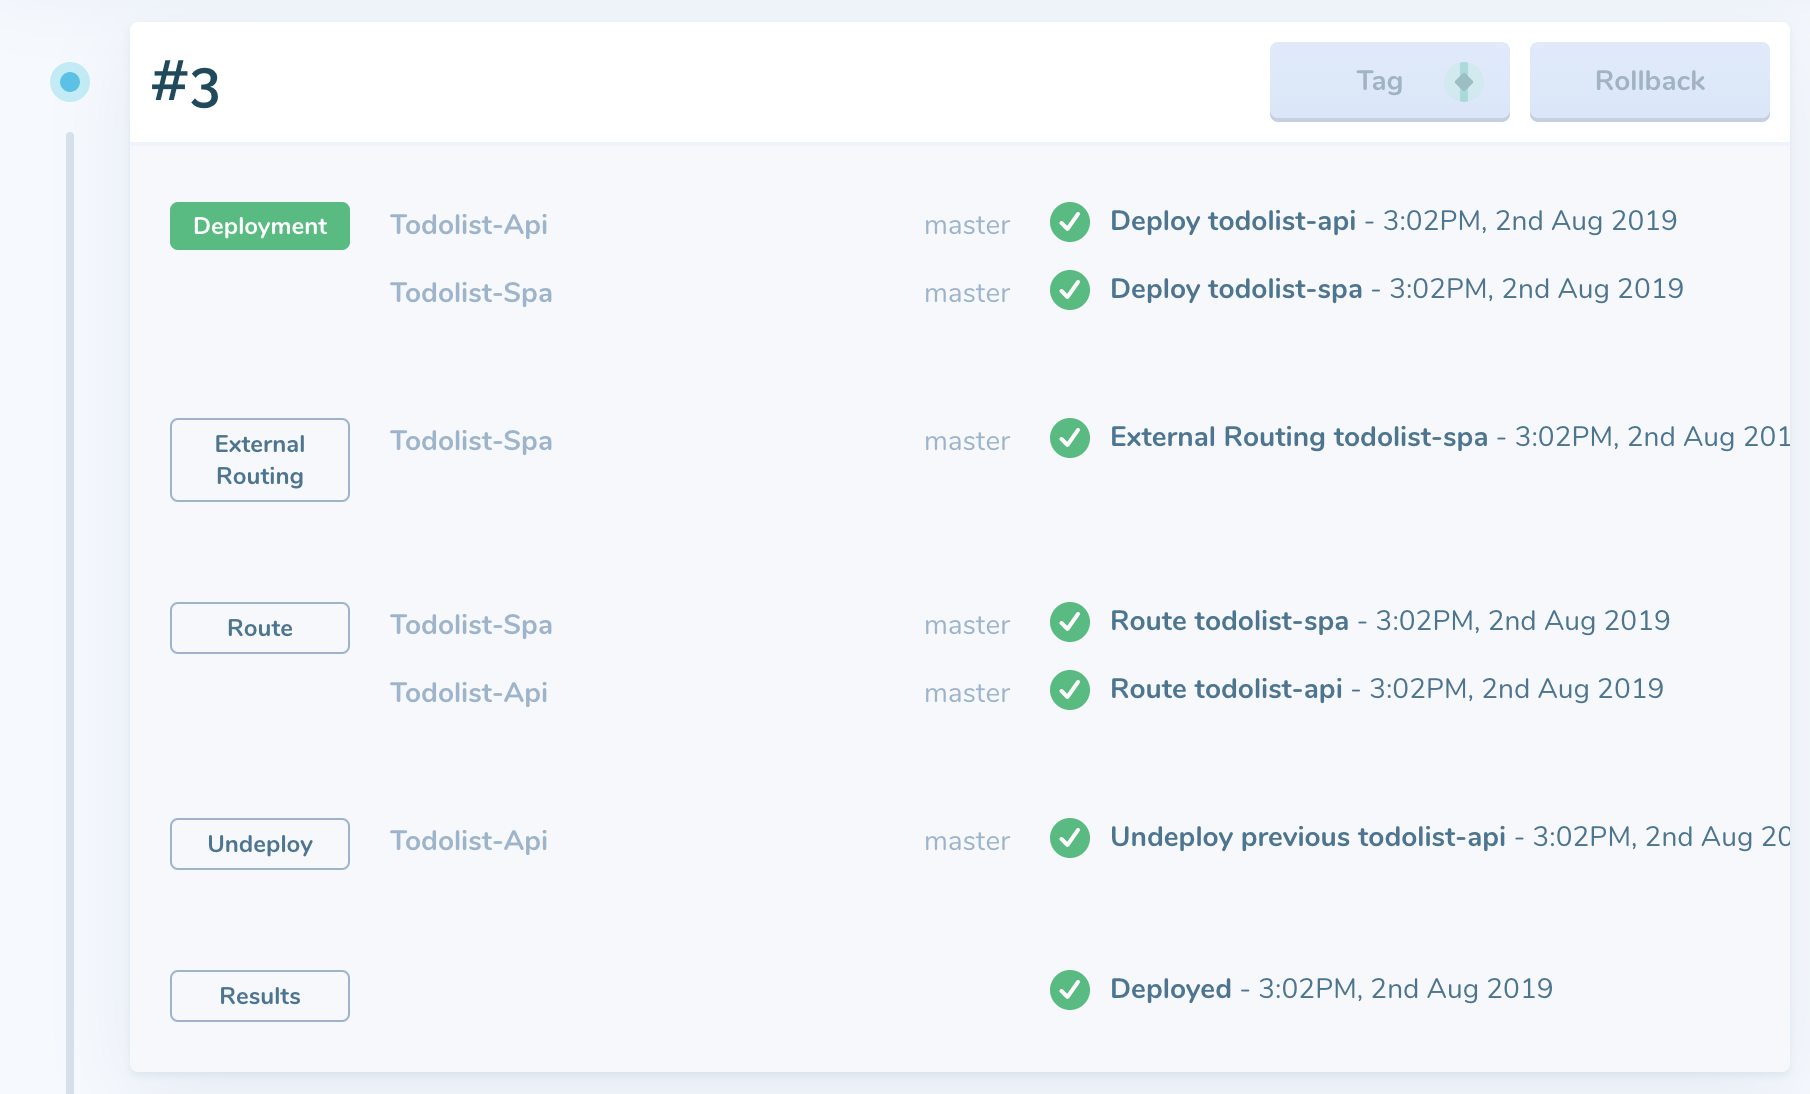 #3
Tag
Rollback
Deployment Todolist-Api master Deploy todolist-api - 3:02PM, 2nd Aug 2019
Todolist-Spa master Deploy todolist-spa - 3:02PM, 2nd Aug 2019
External
Routing
Todolist-Spa master External Routing todolist-spa - 3:02PM, 2nd Aug 201
Route Todolist-Spa master Route todolist-spa - 3:02PM, 2nd Aug 2019
Todolist-Api master Route todolist-api - 3:02PM, 2nd Aug 2019
Undeploy Todolist-Api master Undeploy previous todolist-api - 3:02PM, 2nd Aug 20
Results Deployed - 3:02PM, 2nd Aug 2019